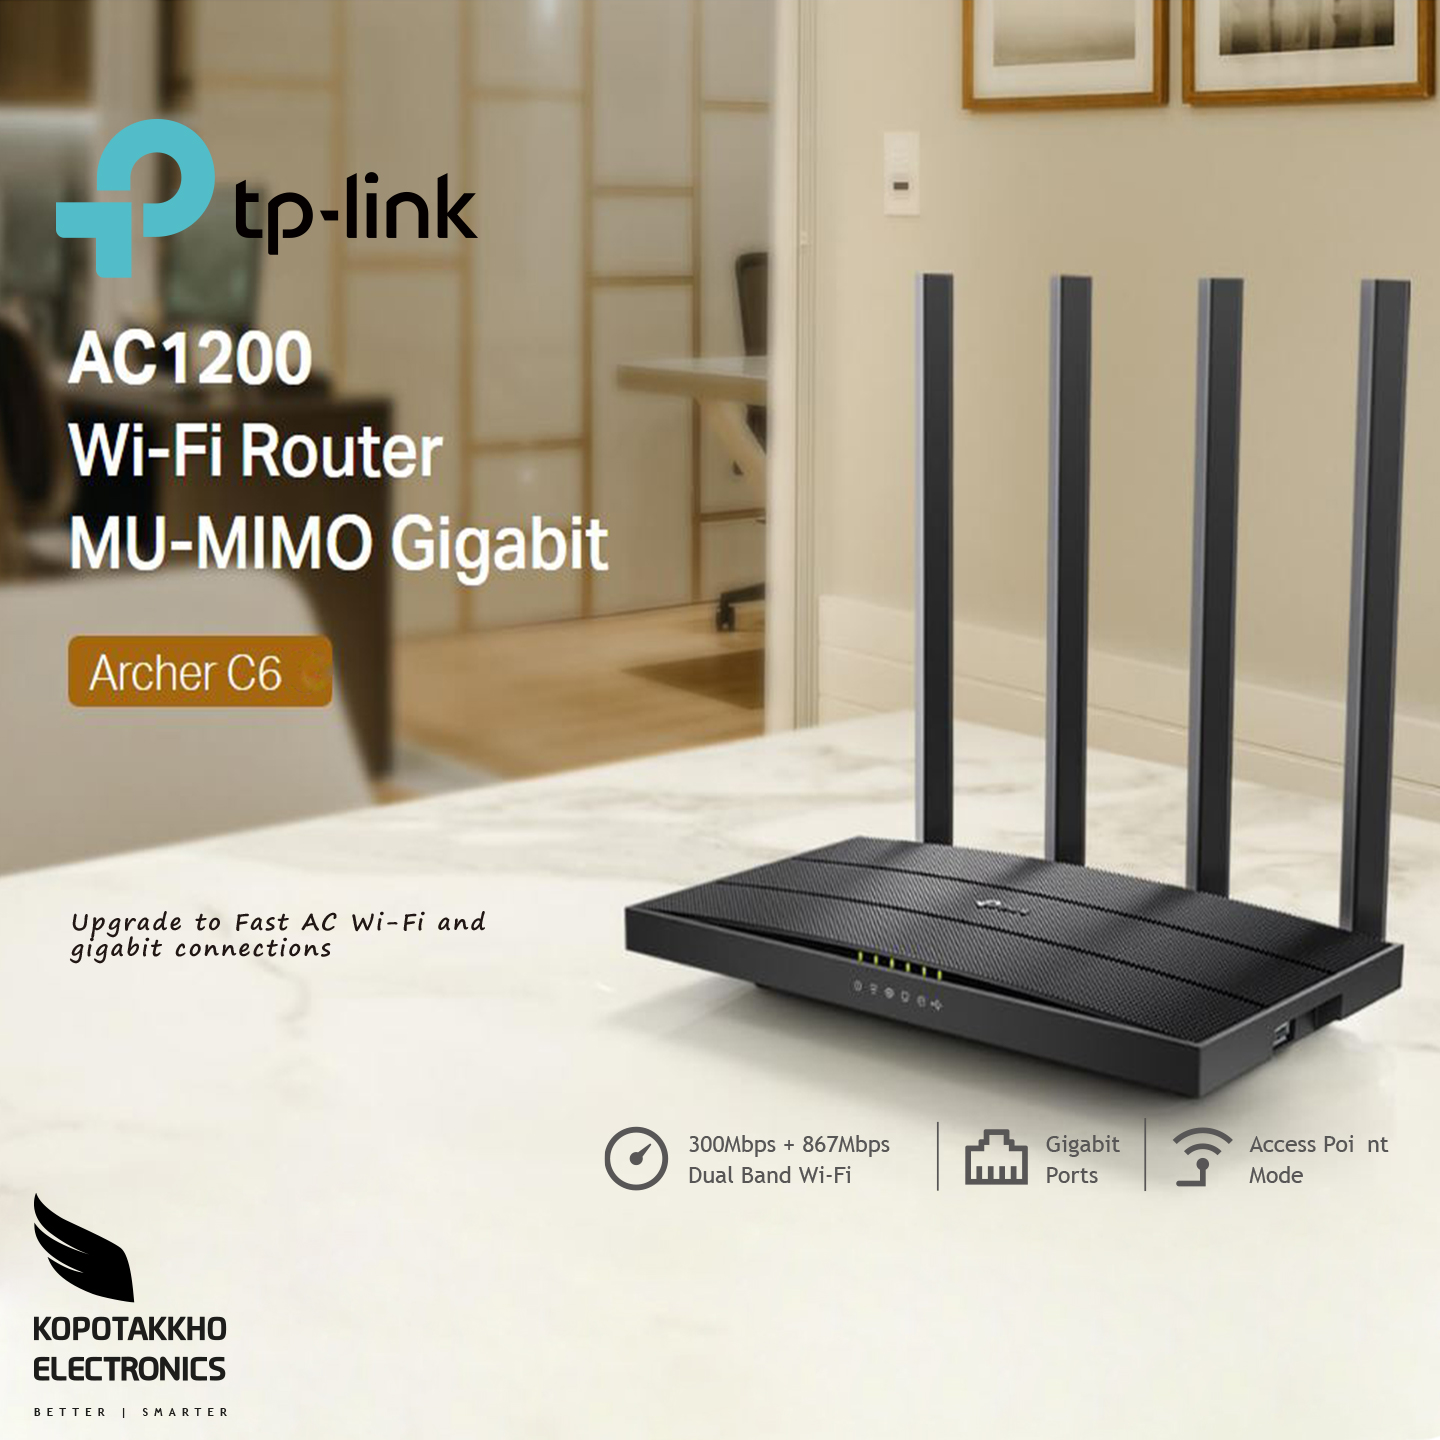 tp-link
AC1200
Wi-Fi Router
MU-MIMO Gigabit
Archer C6
Upgrade to Fast AC Wi-Fi and
gigabit connections
300Mbps + 867Mbps
Dual Band Wi-Fi
Gigabit
Ports
Access Poi nt
Mode
KOPOTAKKHO
ELECTRONICS
BETTER | SMARTER